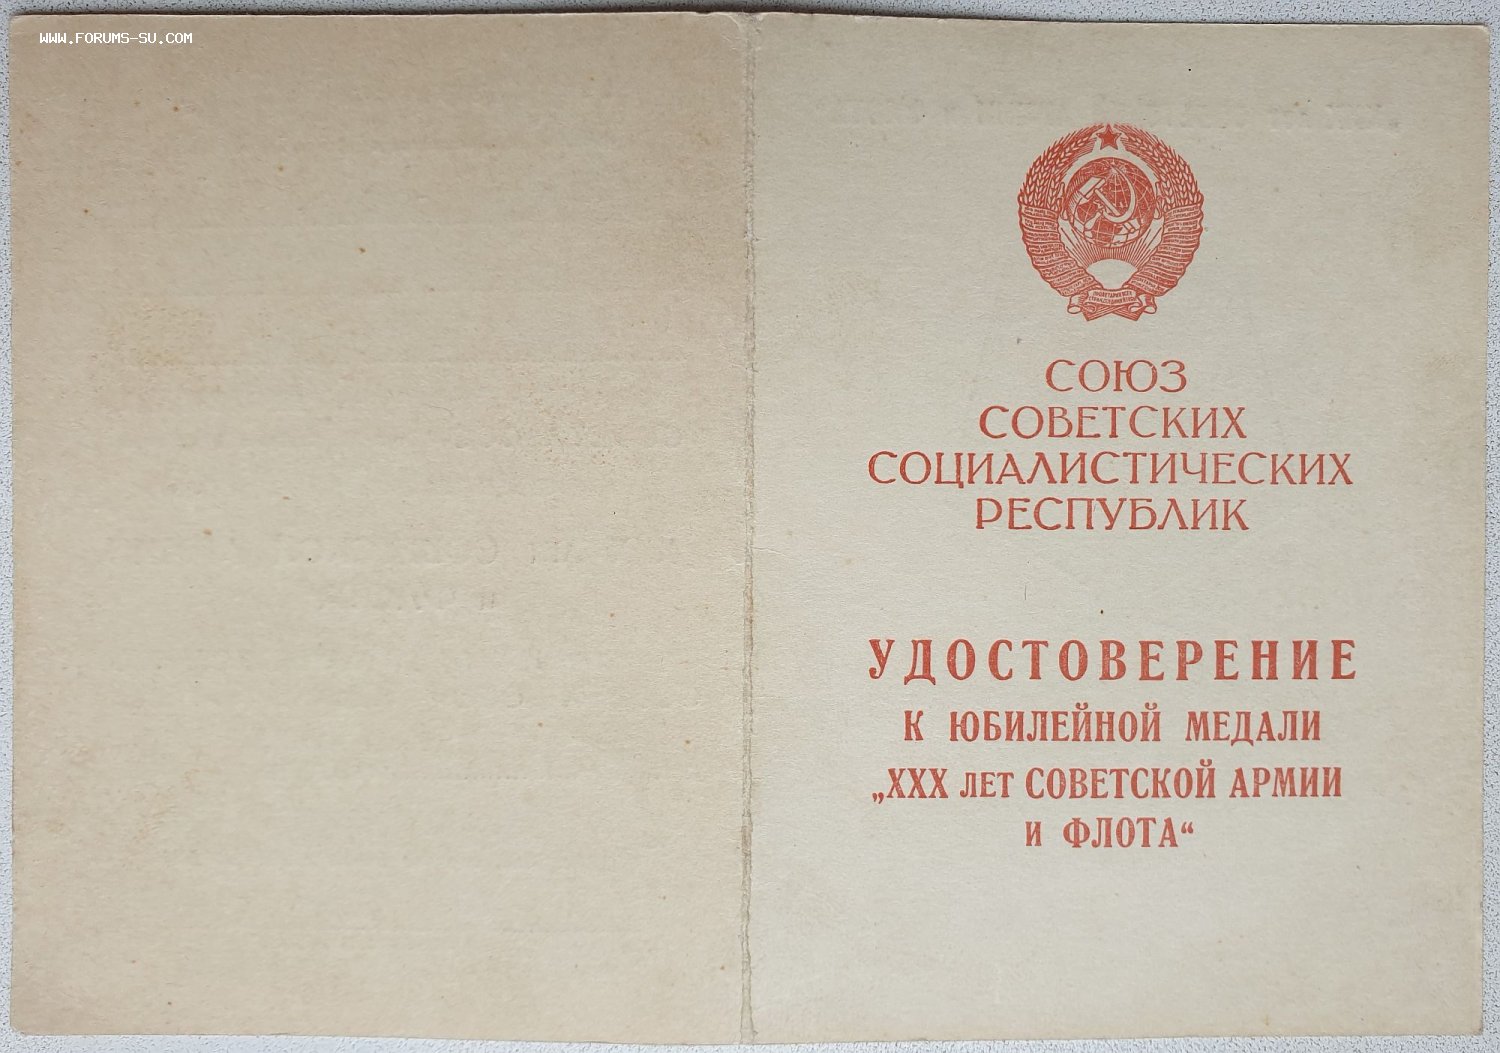 WWW.FORUMS-SU.COM
СОЮЗ
СОВЕТСКИХ
СОЦИАЛИСТИЧЕСКИХ
РЕСПУБЛИК
УДОСТОВЕРЕНИЕ
К ЮБИЛЕЙНОЙ МЕДАЛИ
„XXX ЛЕТ СОВЕТСКОЙ АРМИИ
И ФЛОТА“